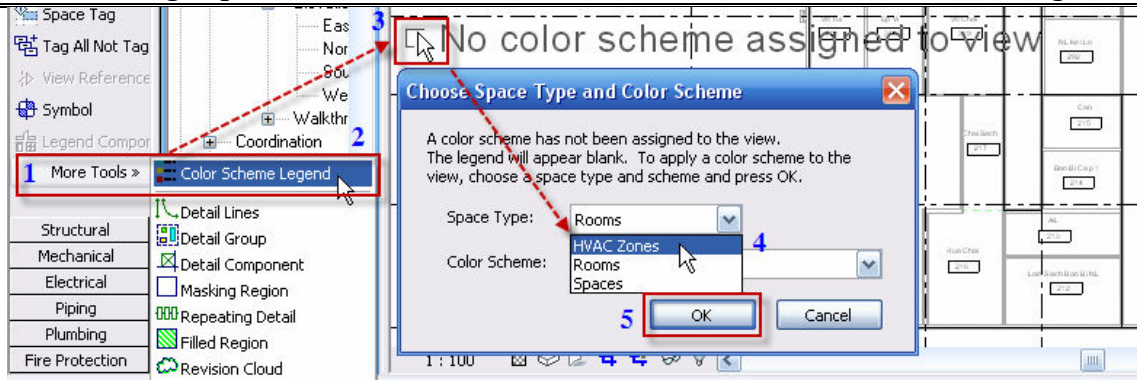 Space Tag
Tag All Not Tag
View Reference
Symbol
Legend Compor
1 More Tools »
Structural
Mechanical
Electrical
Piping
Plumbing
Fire Protection
Eas
Nor
Sou
We
Walkthr
Coordination
2
Color Scheme Legend
Detail Lines
Detail Group
Detail Component
Masking Region
Repeating Detail
Filled Region
Revision Cloud
3
No color scheme assigned to view
Choose Space Type and Color Scheme
A color scheme has not been assigned to the view.
The legend will appear blank. To apply a color scheme to the
view, choose a space type and scheme and press OK.
Space Type: Rooms
HVAC Zones 4
Rooms
Spaces
Color Scheme:
5 OK Cancel
1 : 100
292
Can
215
217
214
AL
213
216
212